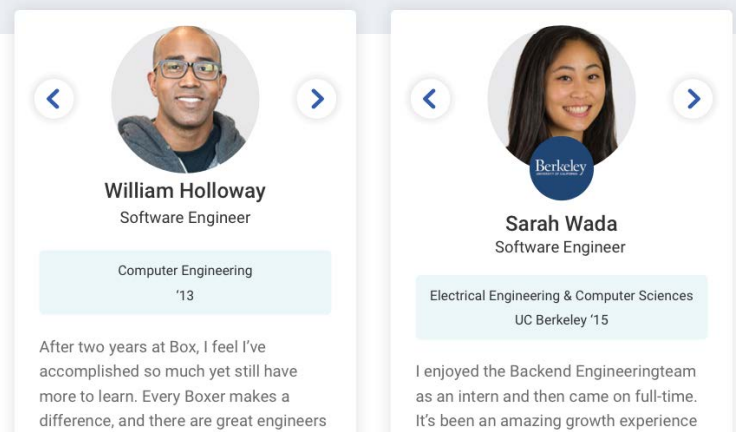 William Holloway
Software Engineer
Computer Engineering
‘13
After two years at Box, I feel I’ve
accomplished so much yet still have
more to learn. Every Boxer makes a
difference, and there are great engineers
Berkeley
UNIVERSITY OF CALIFORNIA
Sarah Wada
Software Engineer
Electrical Engineering & Computer Sciences
UC Berkeley ‘15
I enjoyed the Backend Engineeringteam
as an intern and then came on full-time.
It’s been an amazing growth experience